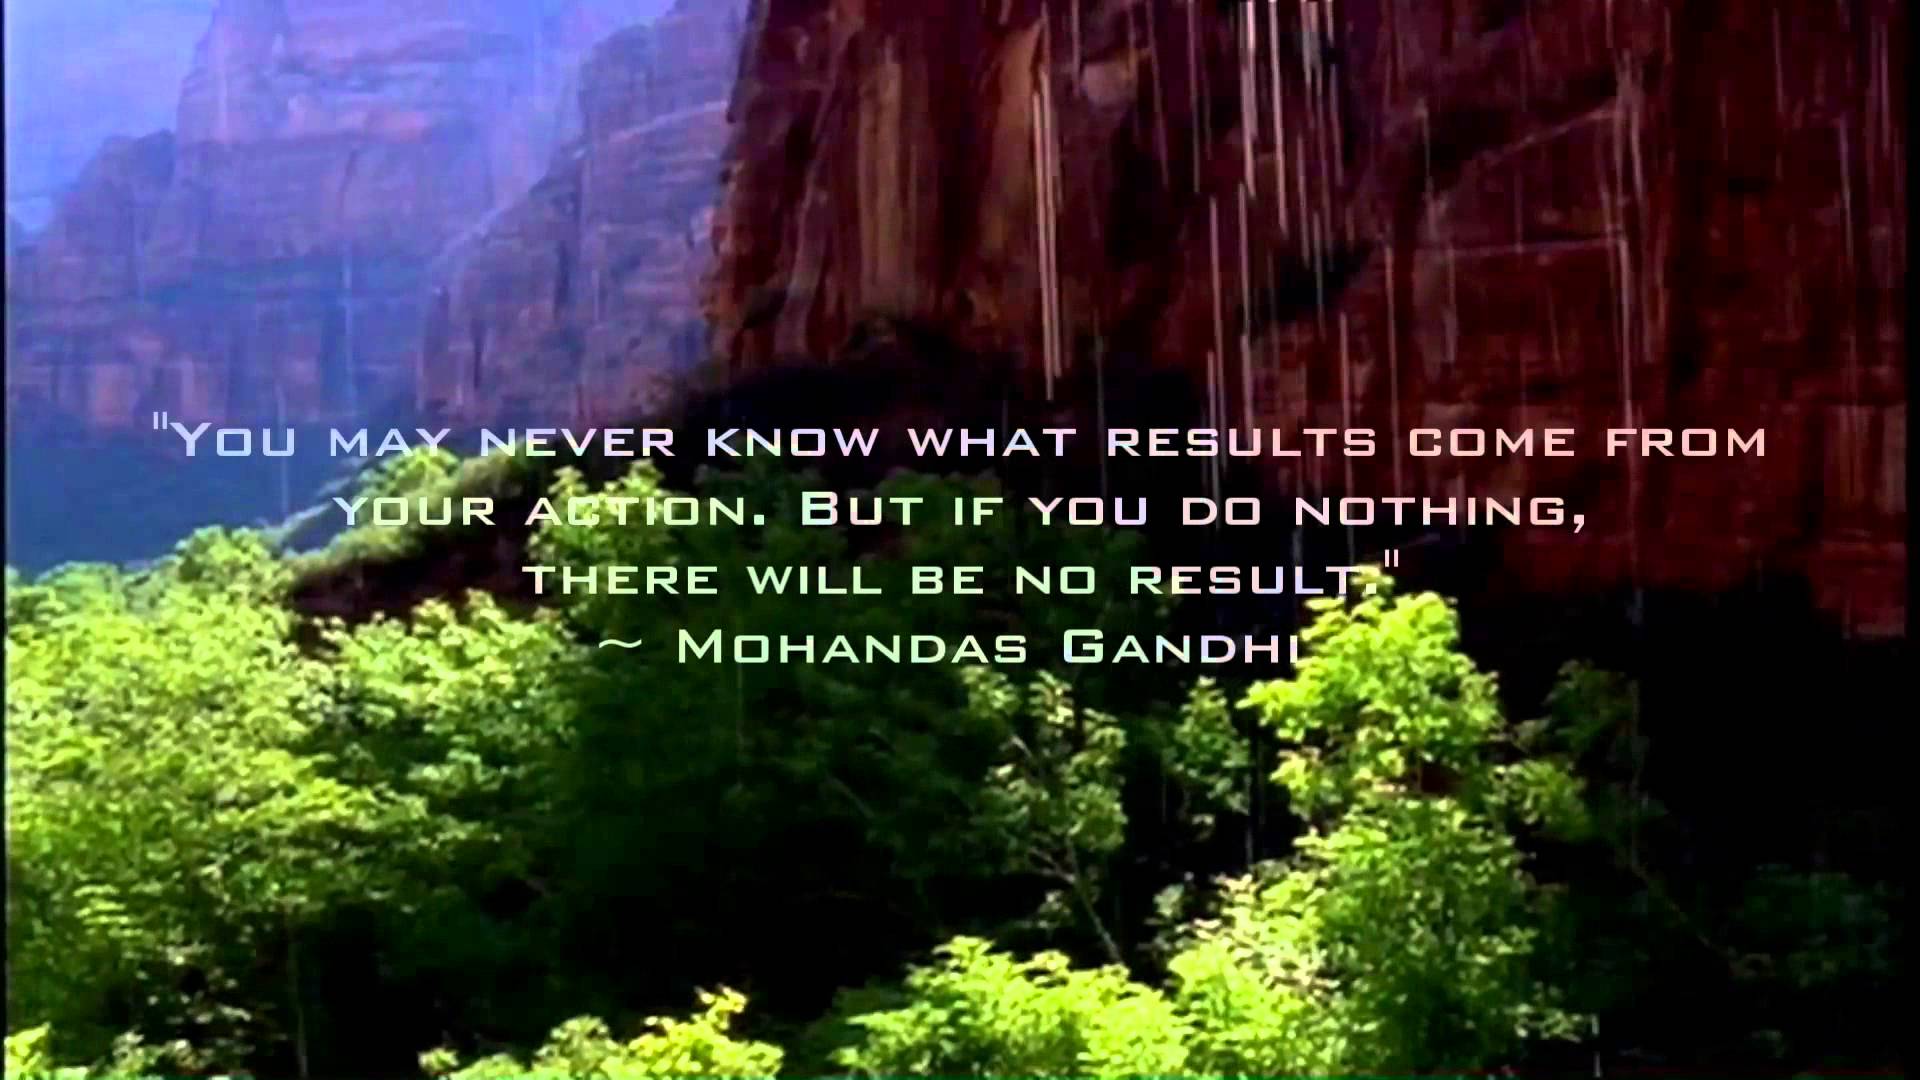 "You may never know what results come from
your action. But if you do nothing,
there will be no result."
~ Mohandas Gandhi